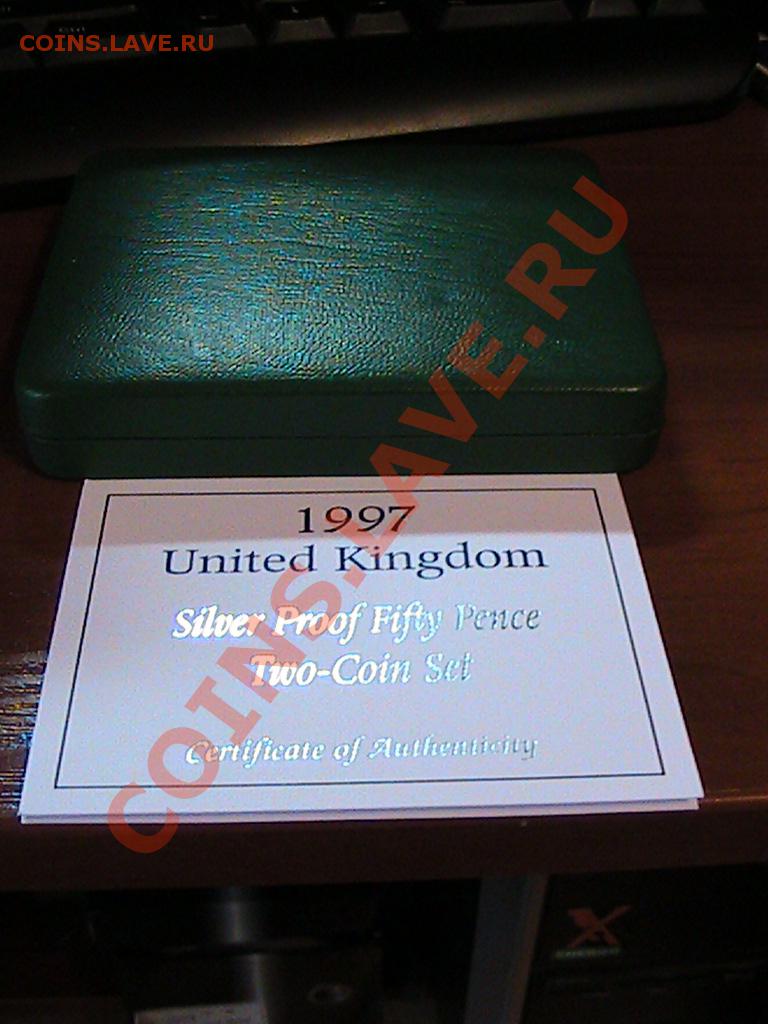 COINS.LAVE.RU
COINS.LAVE.RU
1997
United Kingdom
Silver Proof Fifty Pence
Two-Coin Set
Certificate of Authenticity